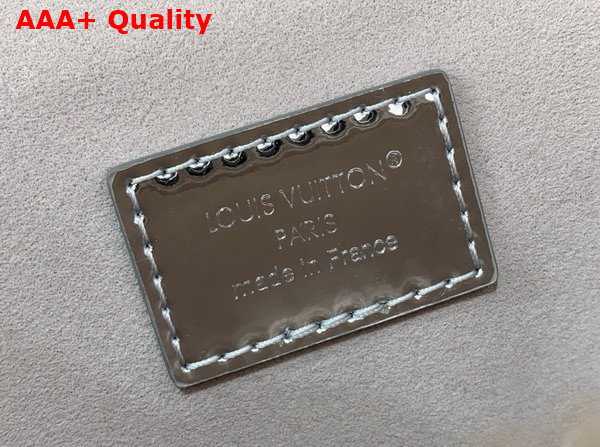 AAA+ Quality
LOUIS VUITTON®
PARIS
made in France